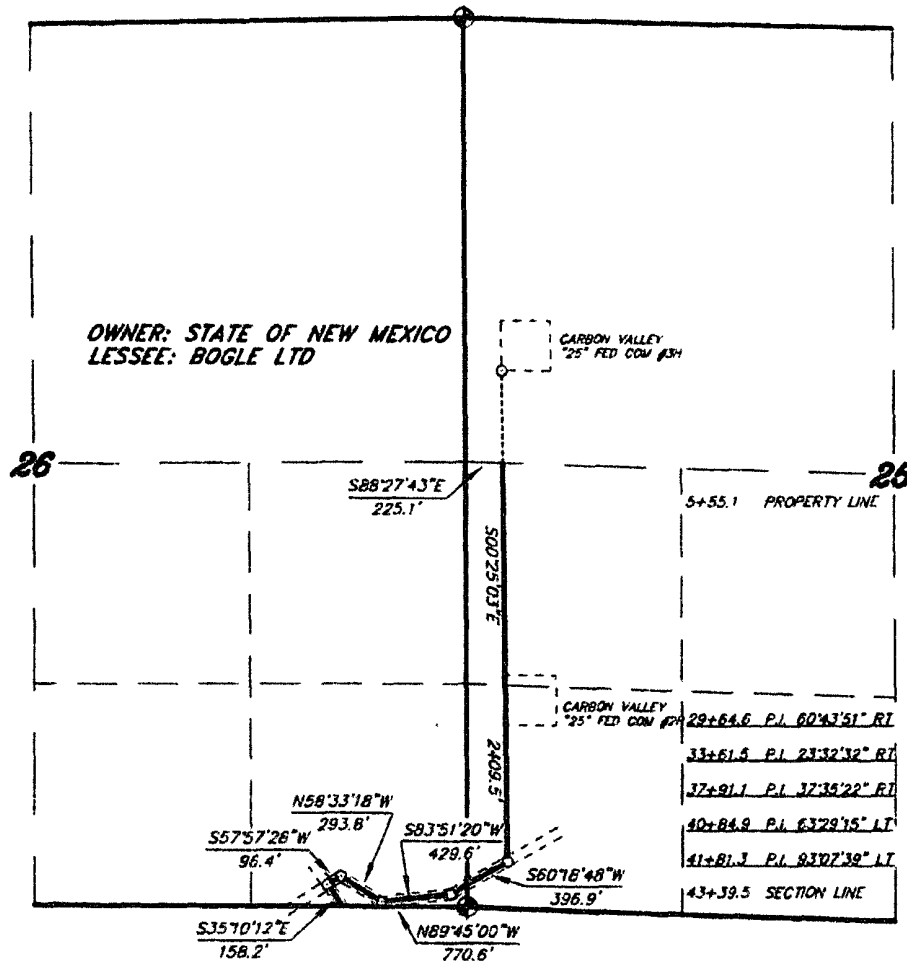 OWNER: STATE OF NEW MEXICO
LESSEE: BOGLE LTD
CARBON VALLEY
"25" FED COM #3H
26
25
S88°27'43"E
225.1'
5+55.1 PROPERTY LINE
S00°25'03"E
2409.5'
CARBON VALLEY
"25" FED COM
29+64.6 P.I. 60°43'51" RT
33+61.5 P.I. 23°32'32" RT
37+91.1 P.I. 37°35'22" RT
40+84.9 P.I. 63°29'15" LT
41+81.3 P.I. 93°07'39" LT
43+39.5 SECTION LINE
N58°33'18"W
293.8'
S57°57'26"W
96.4'
S83°51'20"W
429.6'
S60°18'48"W
396.9'
S35°10'12"E
158.2'
N89°45'00"W
770.6'